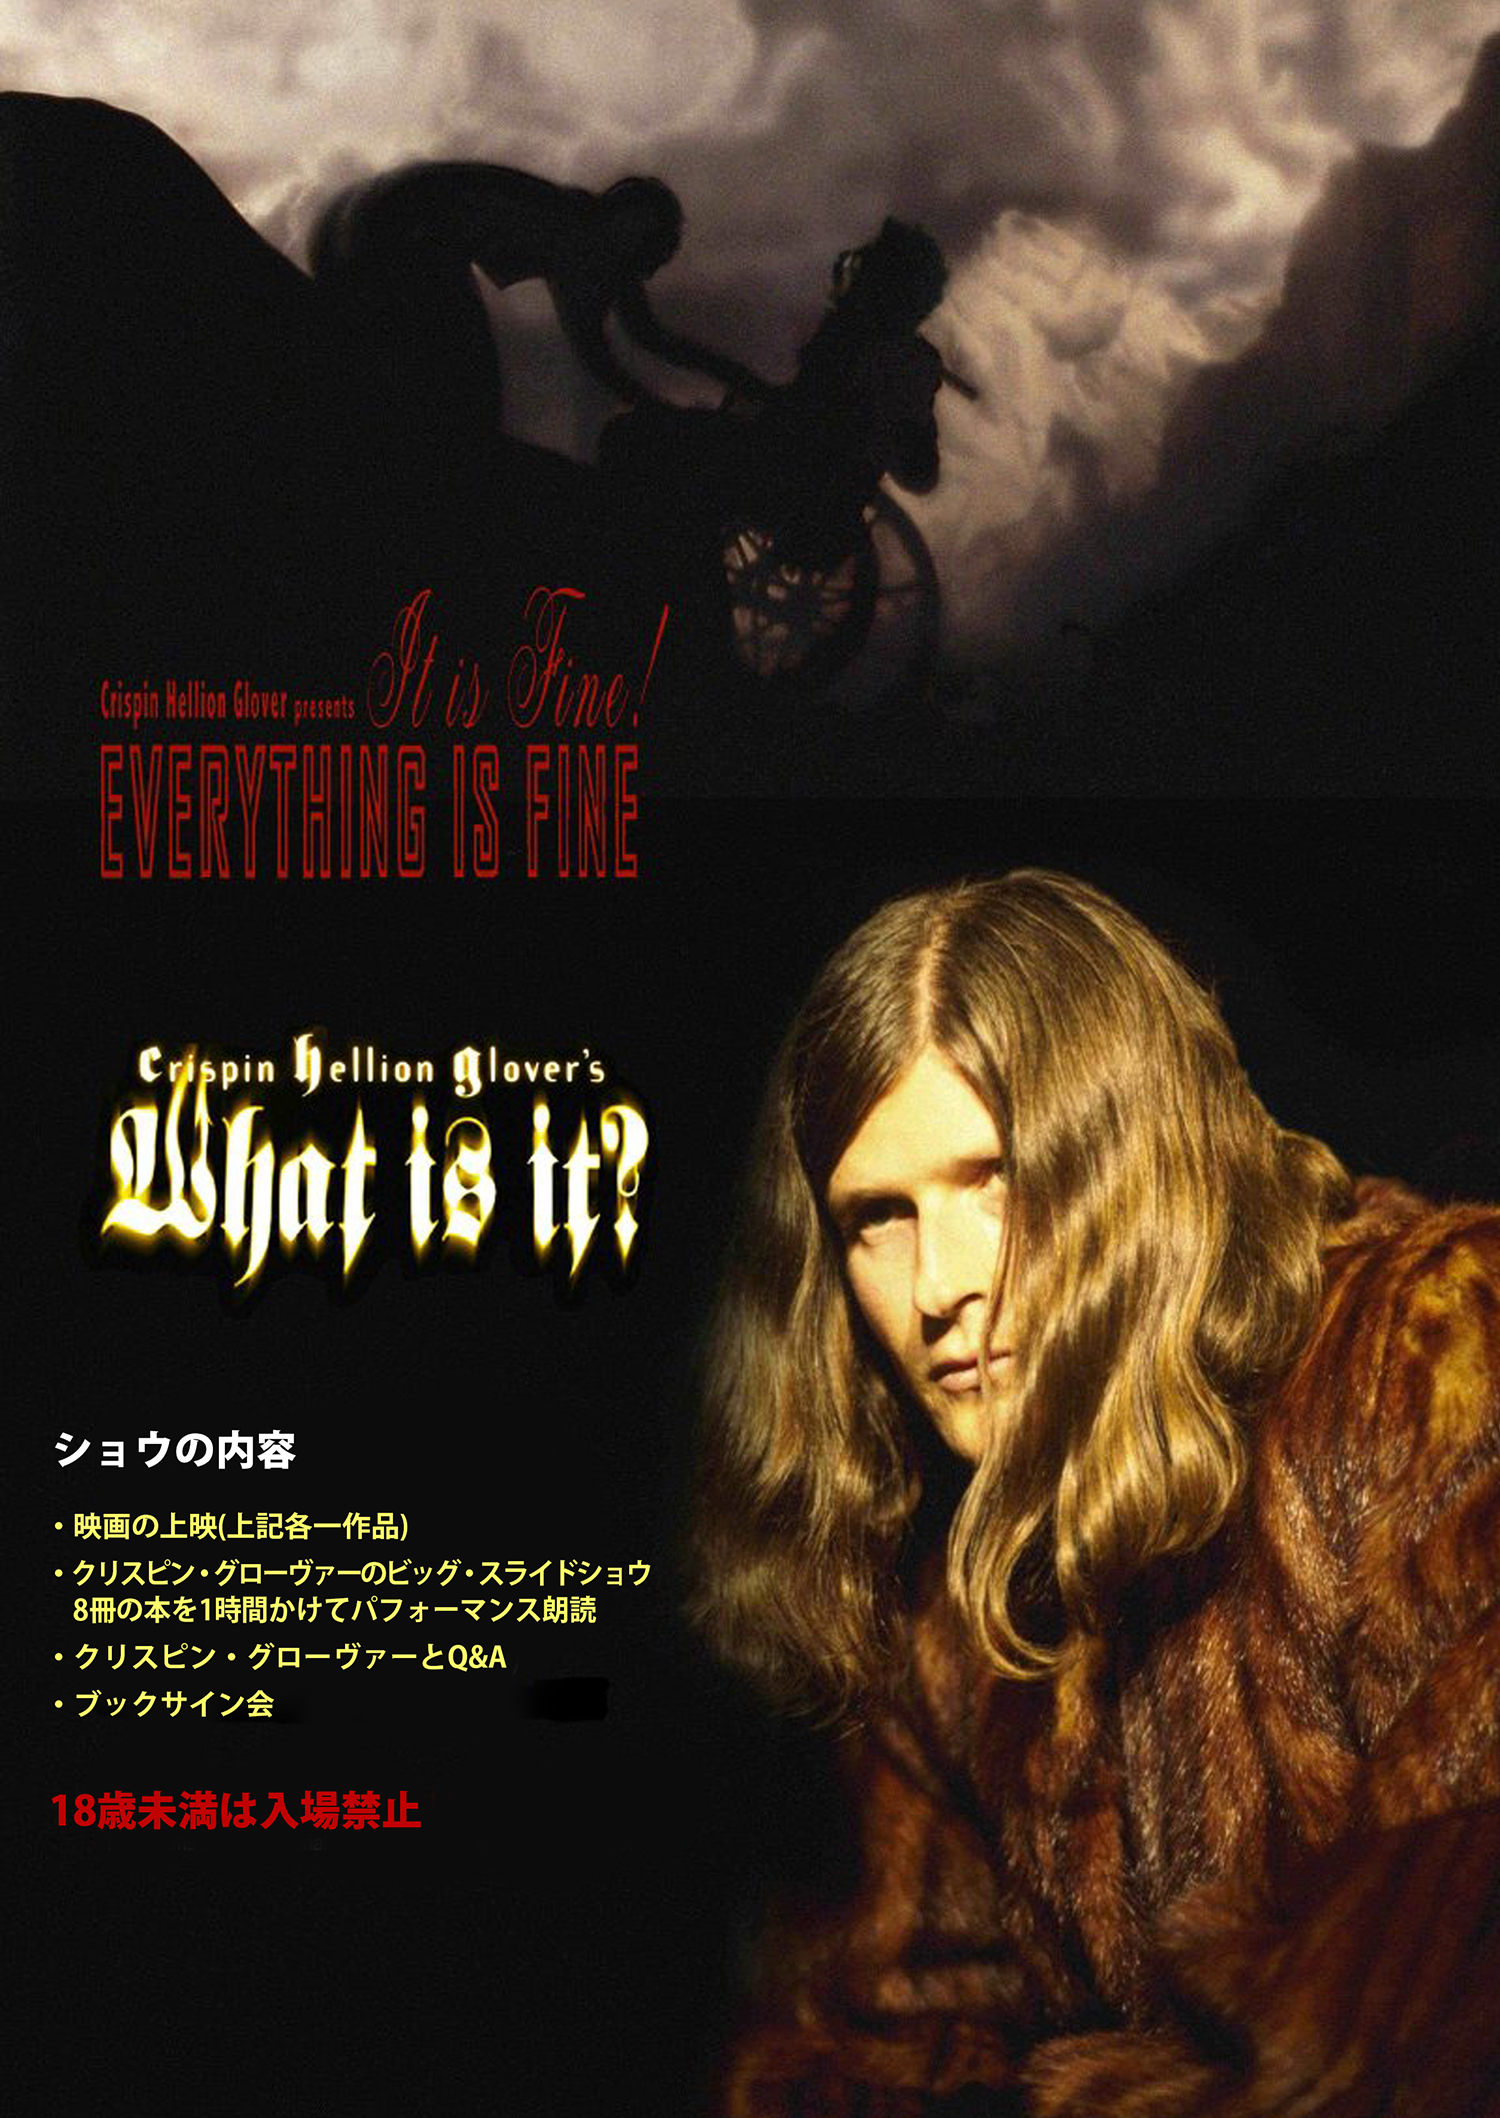 Crispin Hellion Glover presents It is Fine!
EVERYTHING IS FINE
Crispin Hellion Glover's
What is it?
ショウの内容
・映画の上映(上記各一作品)
・クリスピン・グローヴァーのビッグ・スライドショウ
8冊の本を1時間かけてパフォーマンス朗読
・クリスピン・グローヴァーとQ&A
・ブックサイン会
18歳未満は入場禁止